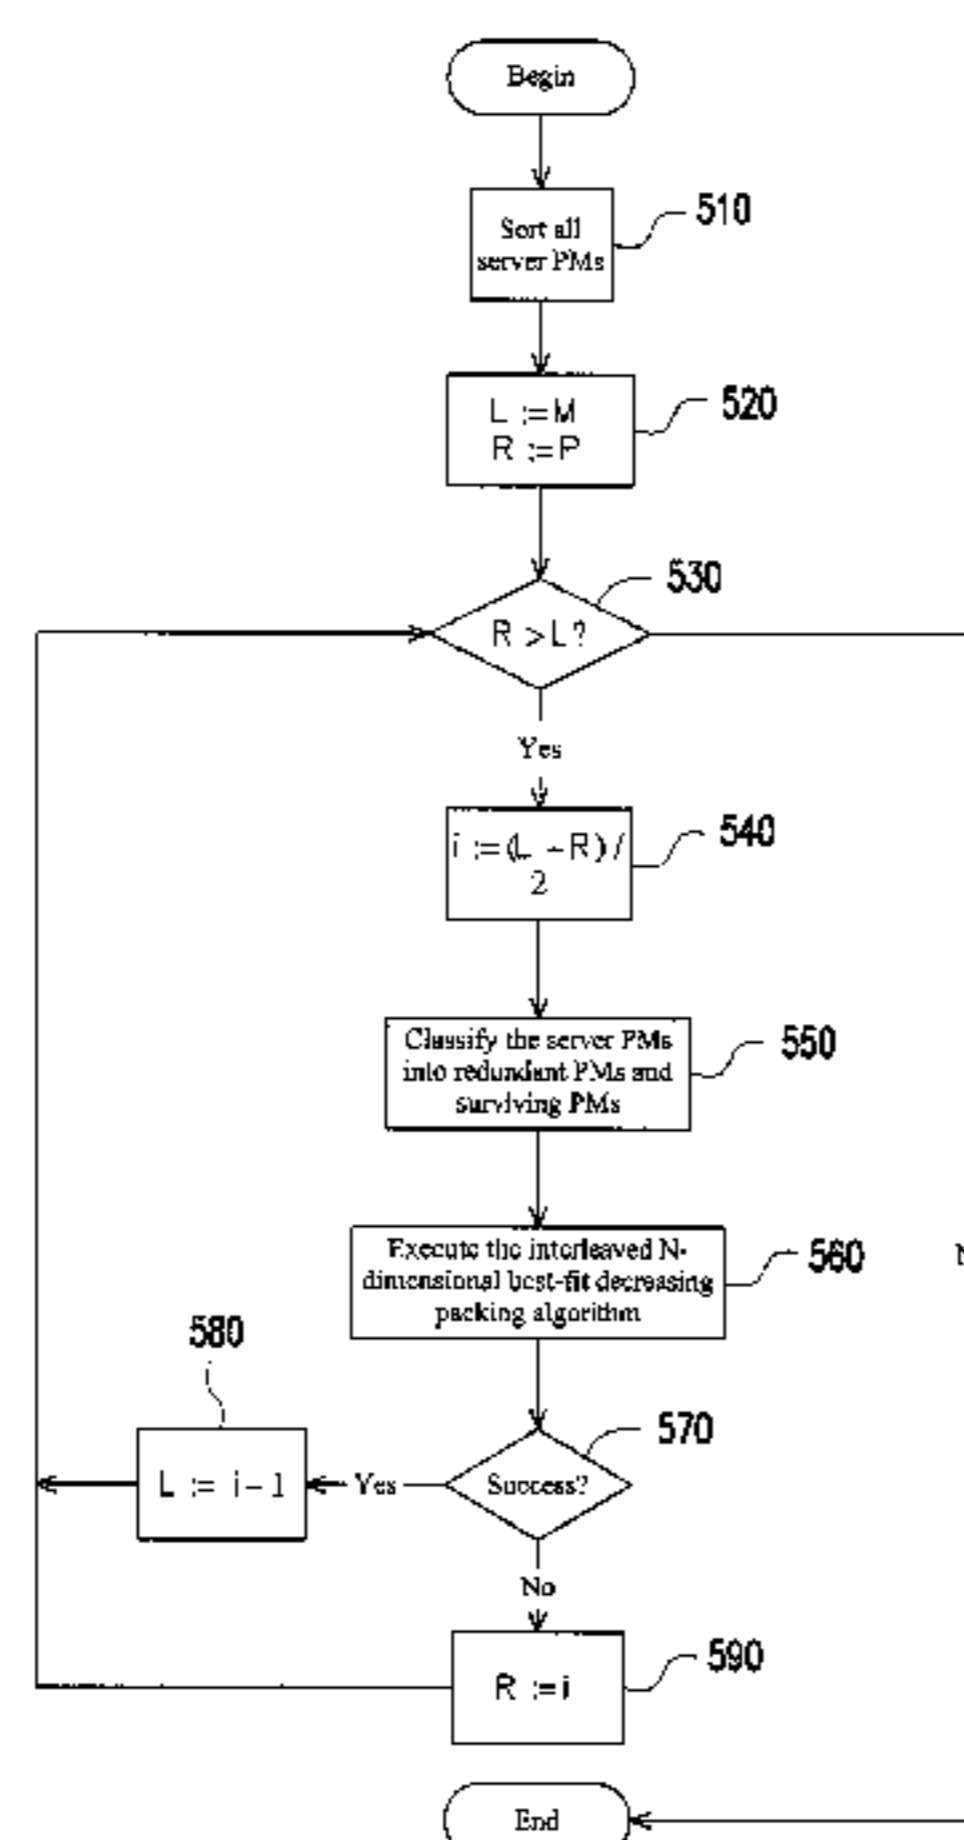 Begin
Sort all
server PMs
510
L := M
R := P
520
R > L ?
530
Yes
i := (L - R) /
2
540
Classify the server PMs
into redundant PMs and
surviving PMs
550
Execute the interleaved N-
dimensional best-fit decreasing
packing algorithm
560
N
580
L := i - 1
Yes
Success?
570
No
R := i
590
End